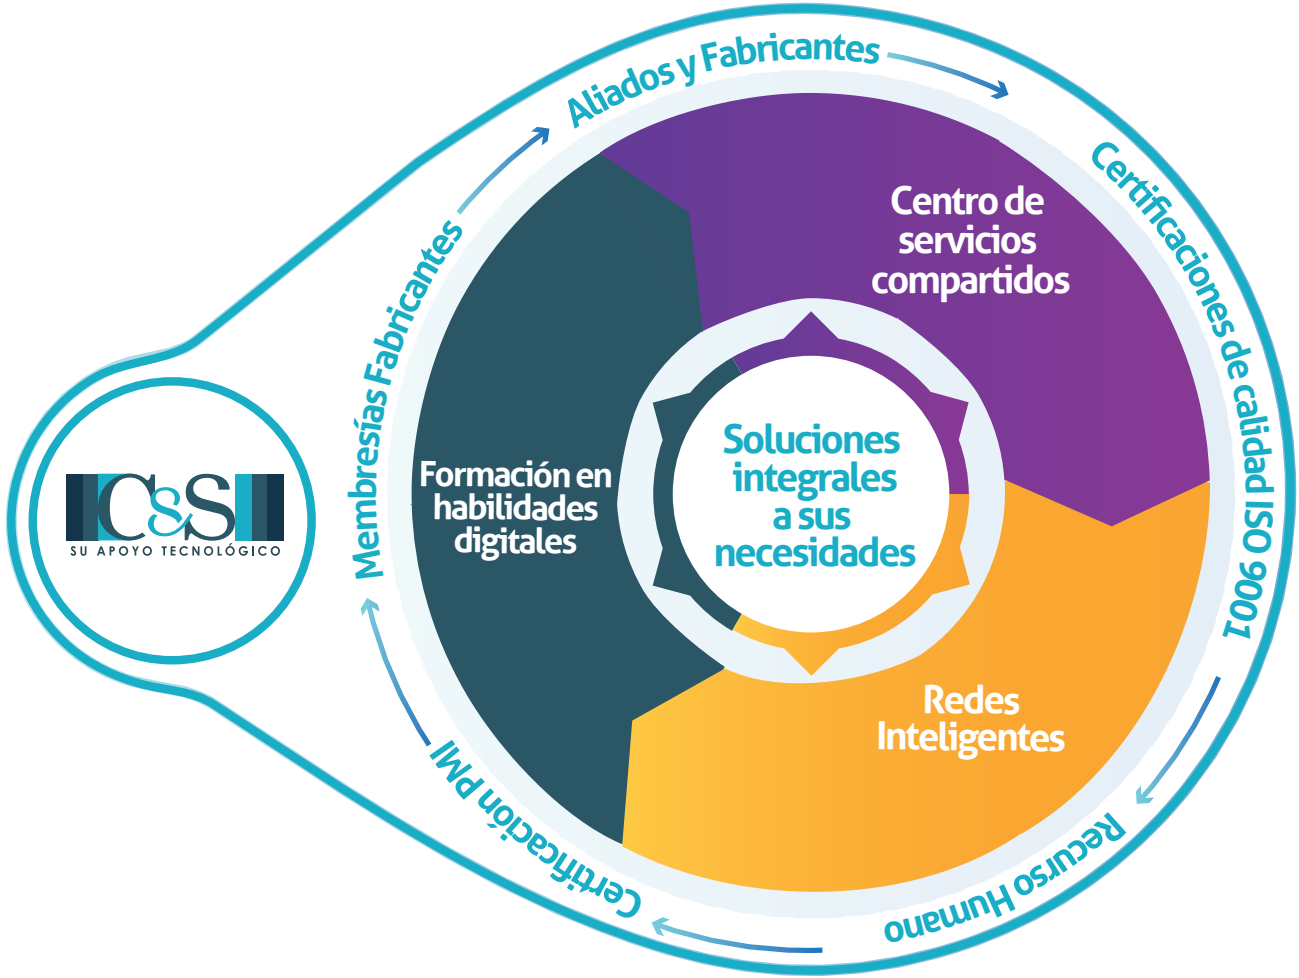 Aliados y Fabricantes
Certificaciones de calidad ISO 9001
Recurso Humano
Certificación PMI
Membresías Fabricantes
Centro de
servicios
compartidos
Redes
Inteligentes
Formación en
habilidades
digitales
Soluciones
integrales
a sus
necesidades
C&S
SU APOYO TECNOLÓGICO